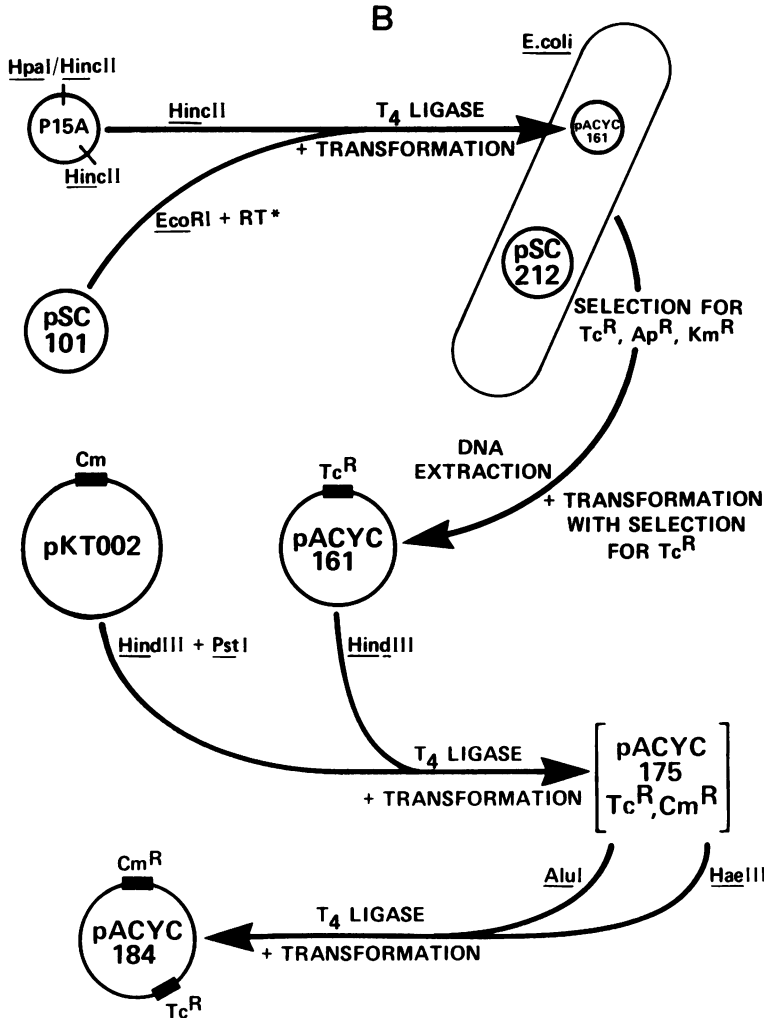 B
E.coli
HpaI/HincII
P15A
HincII
HincII
T4 LIGASE
+ TRANSFORMATION
pACYC
161
EcoRI + RT*
pSC
101
pSC
212
SELECTION FOR
TcR, ApR, KmR
DNA
EXTRACTION
+ TRANSFORMATION
WITH SELECTION
FOR TcR
Cm
pKT002
TcR
pACYC
161
HindIII + PstI
HindIII
T4 LIGASE
+ TRANSFORMATION
pACYC
175
TcR,CmR
AluI
HaeIII
T4 LIGASE
+ TRANSFORMATION
CmR
pACYC
184
TcR